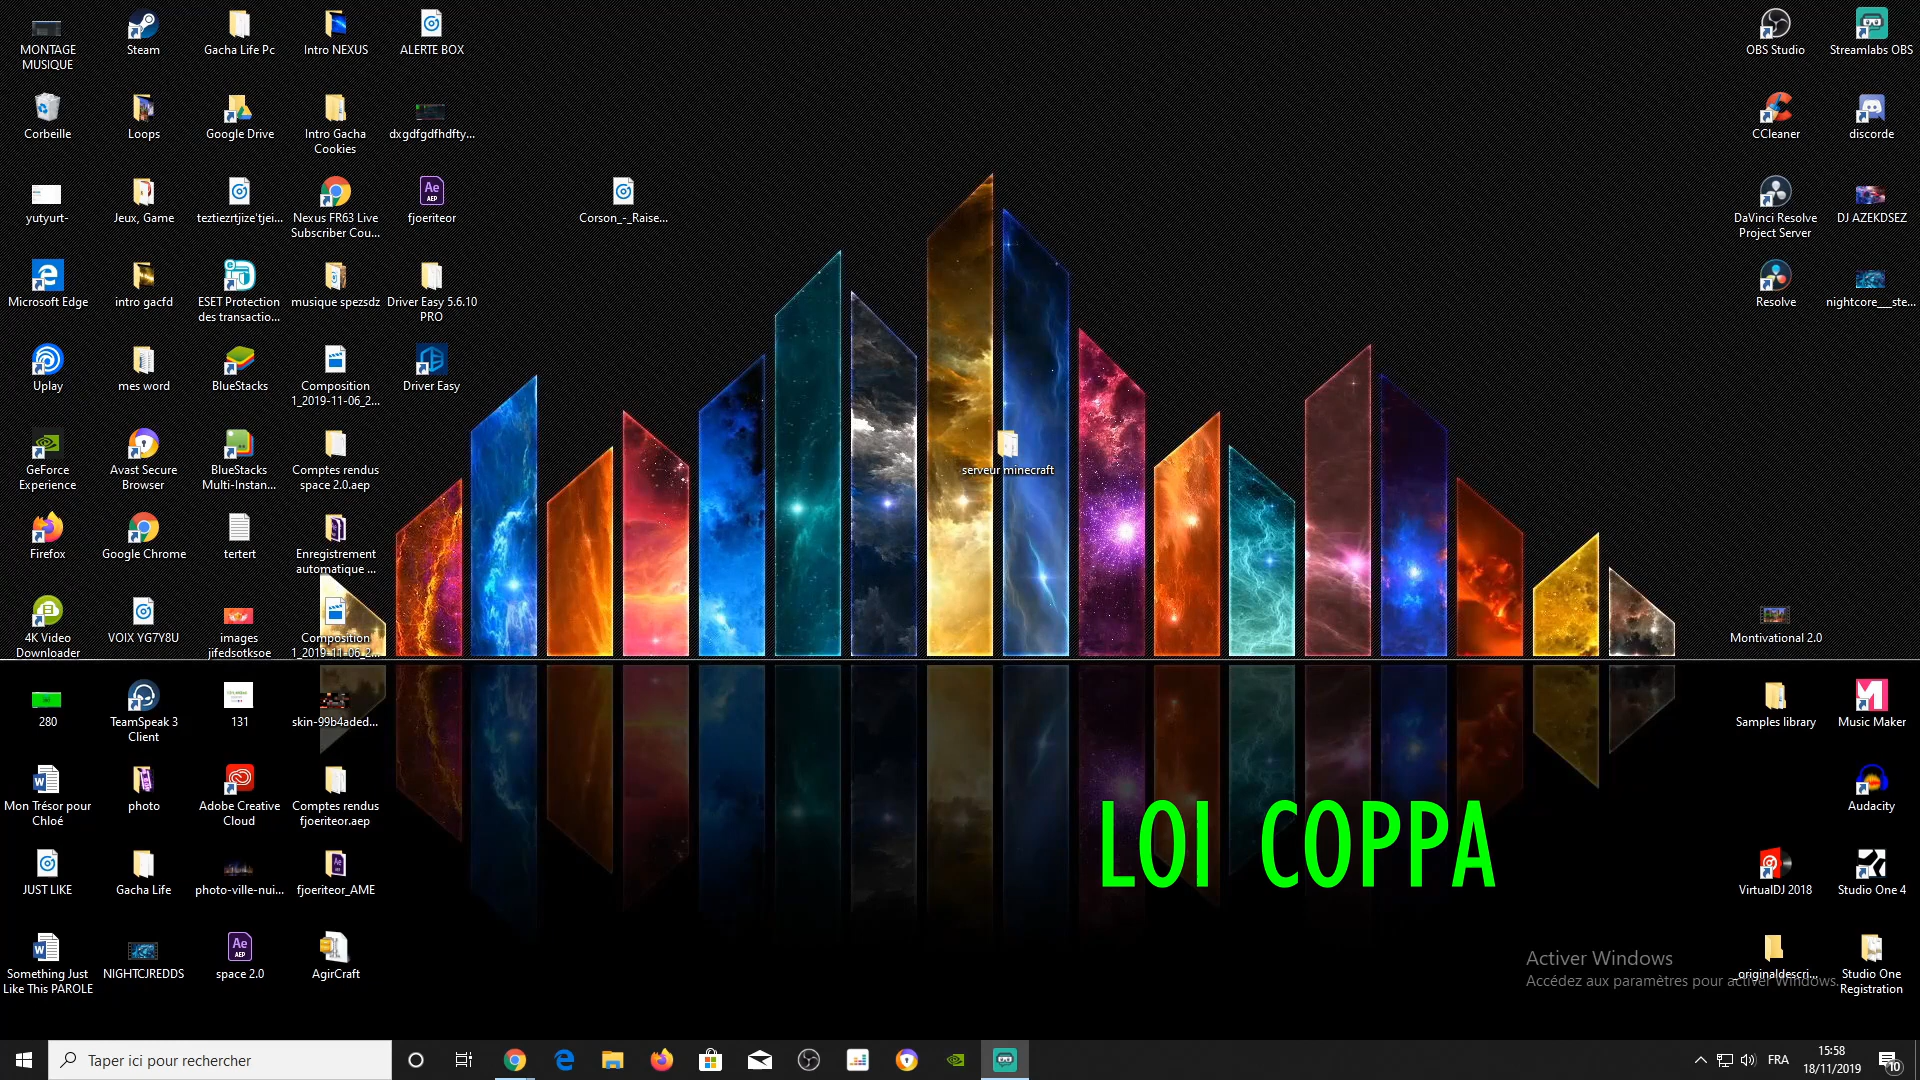 MONTAGE
MUSIQUE
Steam
Gacha Life Pc
Intro NEXUS
ALERTE BOX
OBS Studio
Streamlabs OBS
Corbeille
Loops
Google Drive
Intro Gacha
Cookies
dxgdfgdfhdfty...
CCleaner
discorde
yutyurt-
Jeux, Game
teztiezrtjize'tjei...
Nexus FR63 Live
Subscriber Cou...
fjoeriteor
Corson_-_Raise...
DaVinci Resolve
Project Server
DJ AZEKDSEZ
Microsoft Edge
intro gacfd
ESET Protection
des transactio...
musique spezsdz
Driver Easy 5.6.10
PRO
Resolve
nightcore___ste...
Uplay
mes word
BlueStacks
Composition
1_2019-11-06_2...
Driver Easy
GeForce
Experience
Avast Secure
Browser
BlueStacks
Multi-Instan...
Comptes rendus
space 2.0.aep
serveur minecraft
Firefox
Google Chrome
tertert
Enregistrement
automatique ...
4K Video
Downloader
VOIX YG7Y8U
images
jifedsotksoe
Composition
1_2019-11-06_2...
Montivational 2.0
280
TeamSpeak 3
Client
131
skin-99b4aded...
Samples library
Music Maker
Mon Trésor pour
Chloé
photo
Adobe Creative
Cloud
Comptes rendus
fjoeriteor.aep
LOI COPPA
Audacity
JUST LIKE
Gacha Life
photo-ville-nui...
fjoeriteor_AME
VirtualDJ 2018
Studio One 4
Something Just
Like This PAROLE
NIGHTCJREDDS
space 2.0
AgirCraft
Activer Windows
Accédez aux paramètres pour activer Windows.
_originaldescri...
Studio One
Registration
Taper ici pour rechercher
FRA
15:58
18/11/2019
10